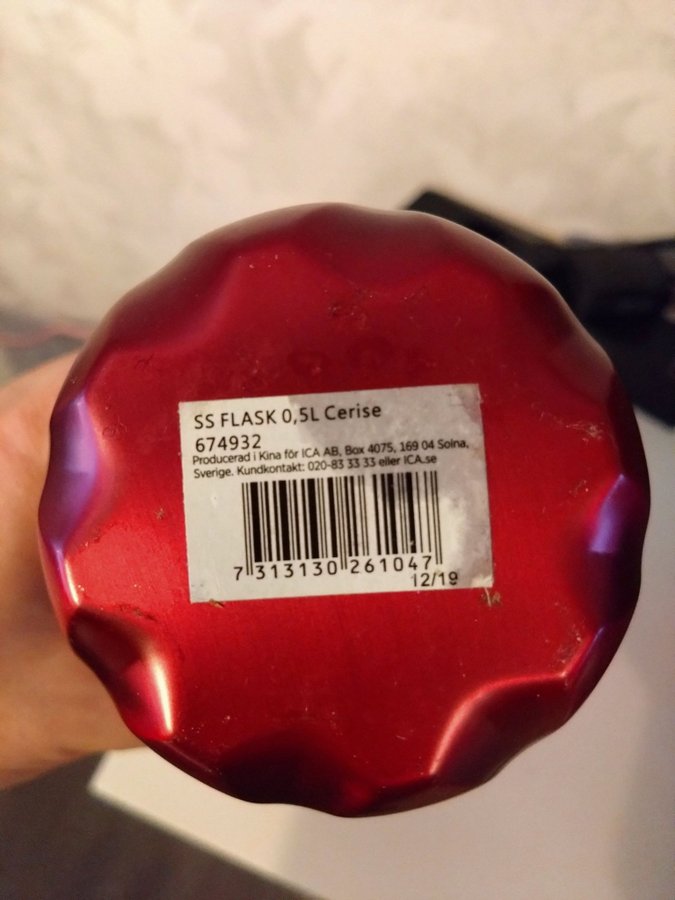 SS FLASK 0,5L Cerise
674932
Producerad i Kina för ICA AB, Box 4075, 169 04 Solna,
Sverige. Kundkontakt: 020-83 33 33 eller ICA.se
7 313130 261047
12/19